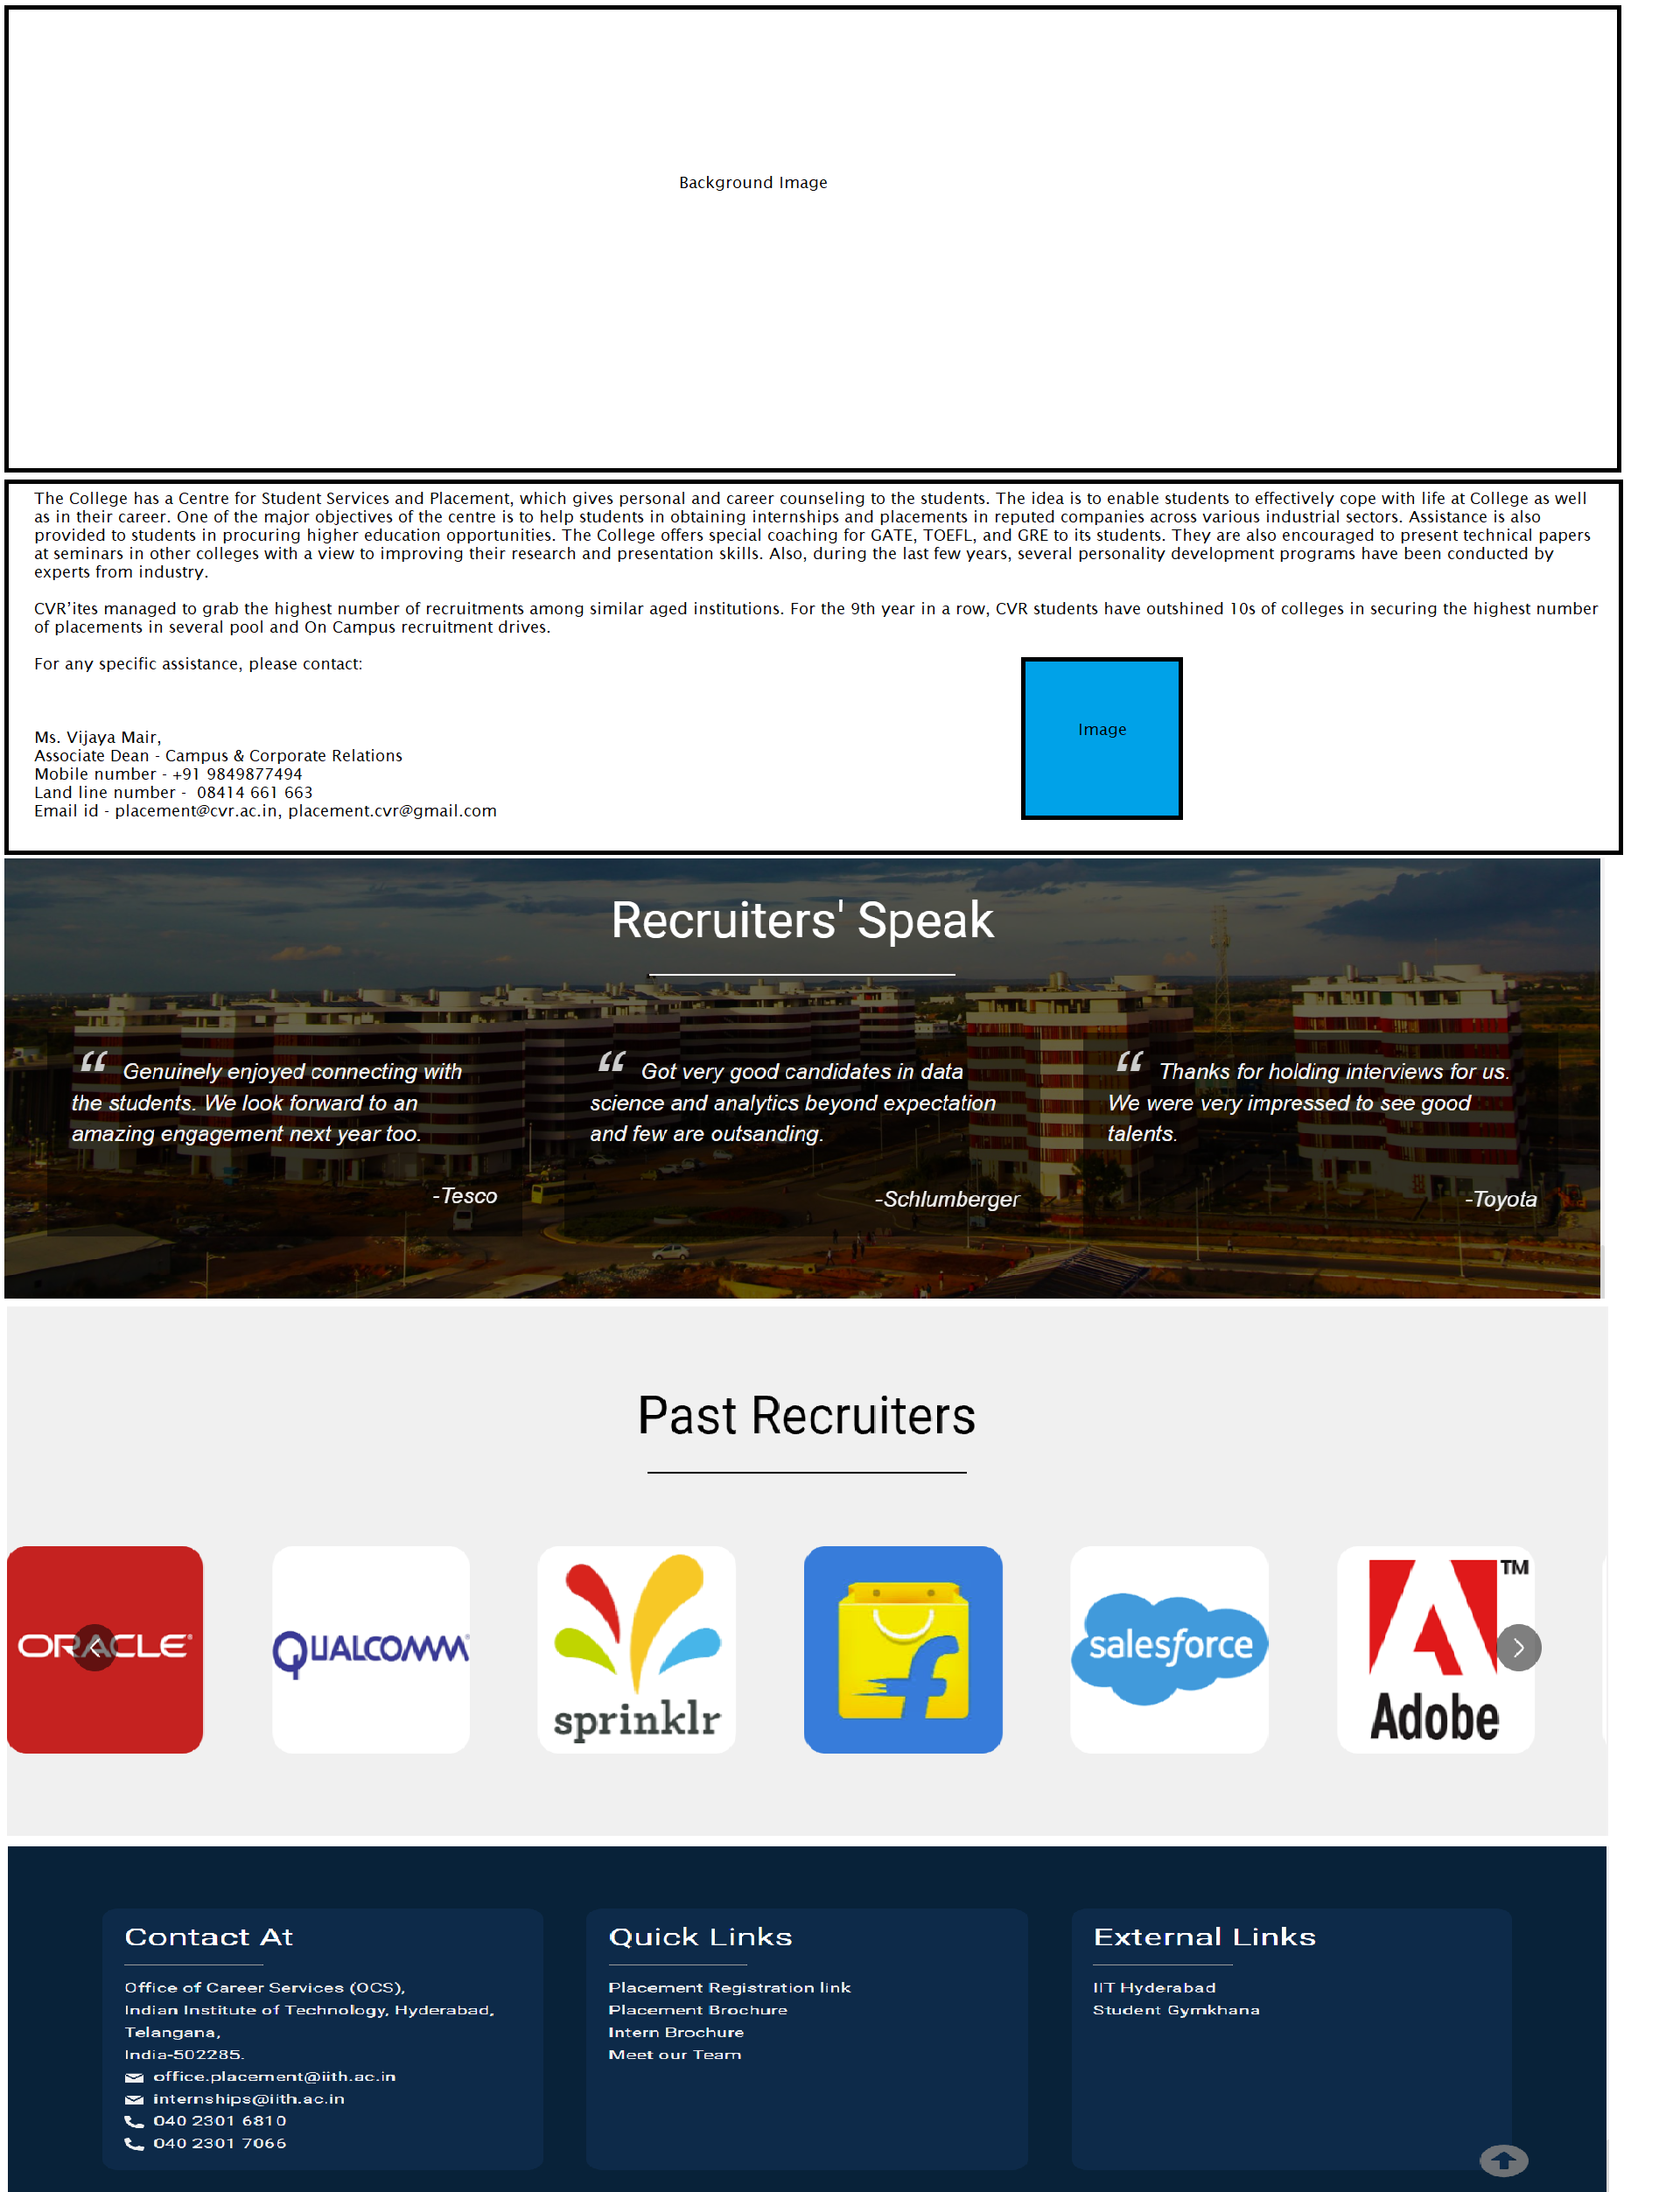 Background Image
The College has a Centre for Student Services and Placement, which gives personal and career counseling to the students. The idea is to enable students to effectively cope with life at College as well
as in their career. One of the major objectives of the centre is to help students in obtaining internships and placements in reputed companies across various industrial sectors. Assistance is also
provided to students in procuring higher education opportunities. The College offers special coaching for GATE, TOEFL, and GRE to its students. They are also encouraged to present technical papers
at seminars in other colleges with a view to improving their research and presentation skills. Also, during the last few years, several personality development programs have been conducted by
experts from industry.
CVR’ites managed to grab the highest number of recruitments among similar aged institutions. For the 9th year in a row, CVR students have outshined 10s of colleges in securing the highest number
of placements in several pool and On Campus recruitment drives.
For any specific assistance, please contact:
Image
Ms. Vijaya Mair,
Associate Dean - Campus & Corporate Relations
Mobile number - +91 9849877494
Land line number - 08414 661 663
Email id - placement@cvr.ac.in, placement.cvr@gmail.com
Recruiters' Speak
“ Genuinely enjoyed connecting with
the students. We look forward to an
amazing engagement next year too.
-Tesco
“ Got very good candidates in data
science and analytics beyond expectation
and few are outsanding.
-Schlumberger
“ Thanks for holding interviews for us.
We were very impressed to see good
talents.
-Toyota
Past Recruiters
ORACLE
QUALCOMM
sprinklr
f
salesforce
Adobe TM
Contact At
Office of Career Services (OCS),
Indian Institute of Technology, Hyderabad,
Telangana,
India-502285.
office.placement@iith.ac.in
internships@iith.ac.in
040 2301 6810
040 2301 7066
Quick Links
Placement Registration link
Placement Brochure
Intern Brochure
Meet our Team
External Links
IIT Hyderabad
Student Gymkhana